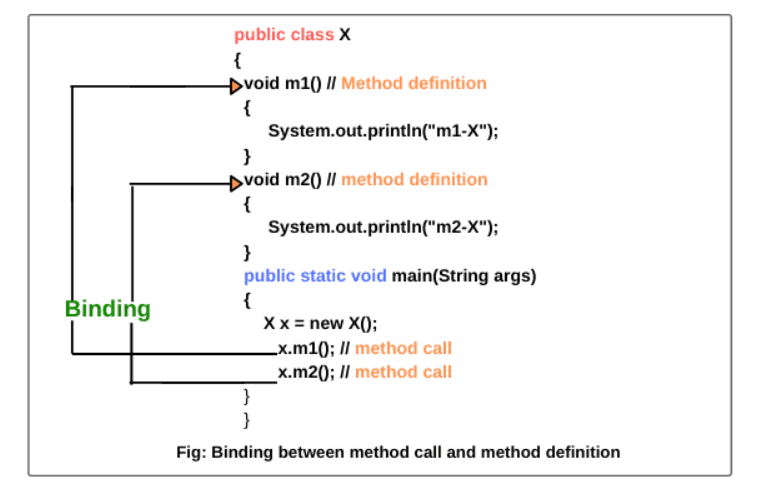 public class X
{
void m1() // Method definition
{
System.out.println("m1-X");
}
void m2() // method definition
{
System.out.println("m2-X");
}
public static void main(String args)
Binding
{
X x = new X();
x.m1(); // method call
x.m2(); // method call
}
}
Fig: Binding between method call and method definition